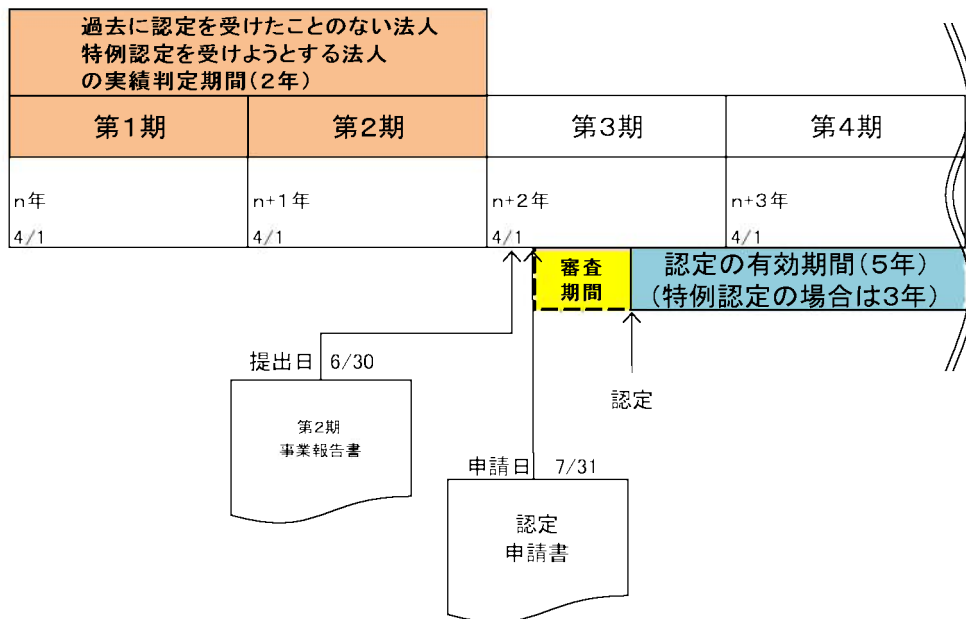 過去に認定を受けたことのない法人
特例認定を受けようとする法人
の実績判定期間(2年)
第1期
第2期
第3期
第4期
n年
n+1年
n+2年
n+3年
4/1
4/1
4/1
4/1
審査
期間
認定の有効期間(5年)
(特例認定の場合は3年)
提出日 6/30
認定
第2期
事業報告書
申請日 7/31
認定
申請書